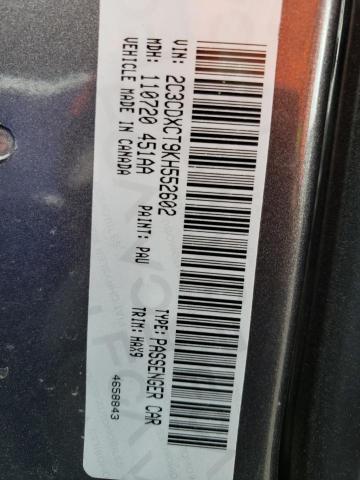 VIN: 2C3CDXCT9KH552602
TYPE: PASSENGER CAR
MDH: 110720 451AA
PAINT: PAU
TRIM: HAX9
VEHICLE MADE IN CANADA
4658843